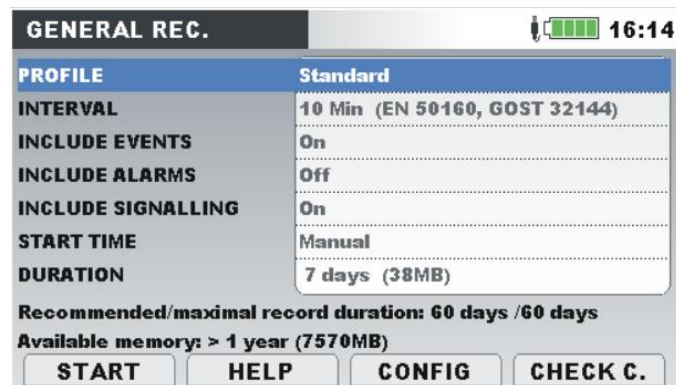 GENERAL REC. 16:14
PROFILE Standard
INTERVAL 10 Min (EN 50160, GOST 32144)
INCLUDE EVENTS On
INCLUDE ALARMS Off
INCLUDE SIGNALLING On
START TIME Manual
DURATION 7 days (38MB)
Recommended/maximal record duration: 60 days /60 days
Available memory: > 1 year (7570MB)
START HELP CONFIG CHECK C.